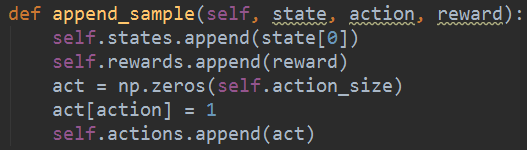 def append_sample(self, state, action, reward):
    self.states.append(state[0])
    self.rewards.append(reward)
    act = np.zeros(self.action_size)
    act[action] = 1
    self.actions.append(act)